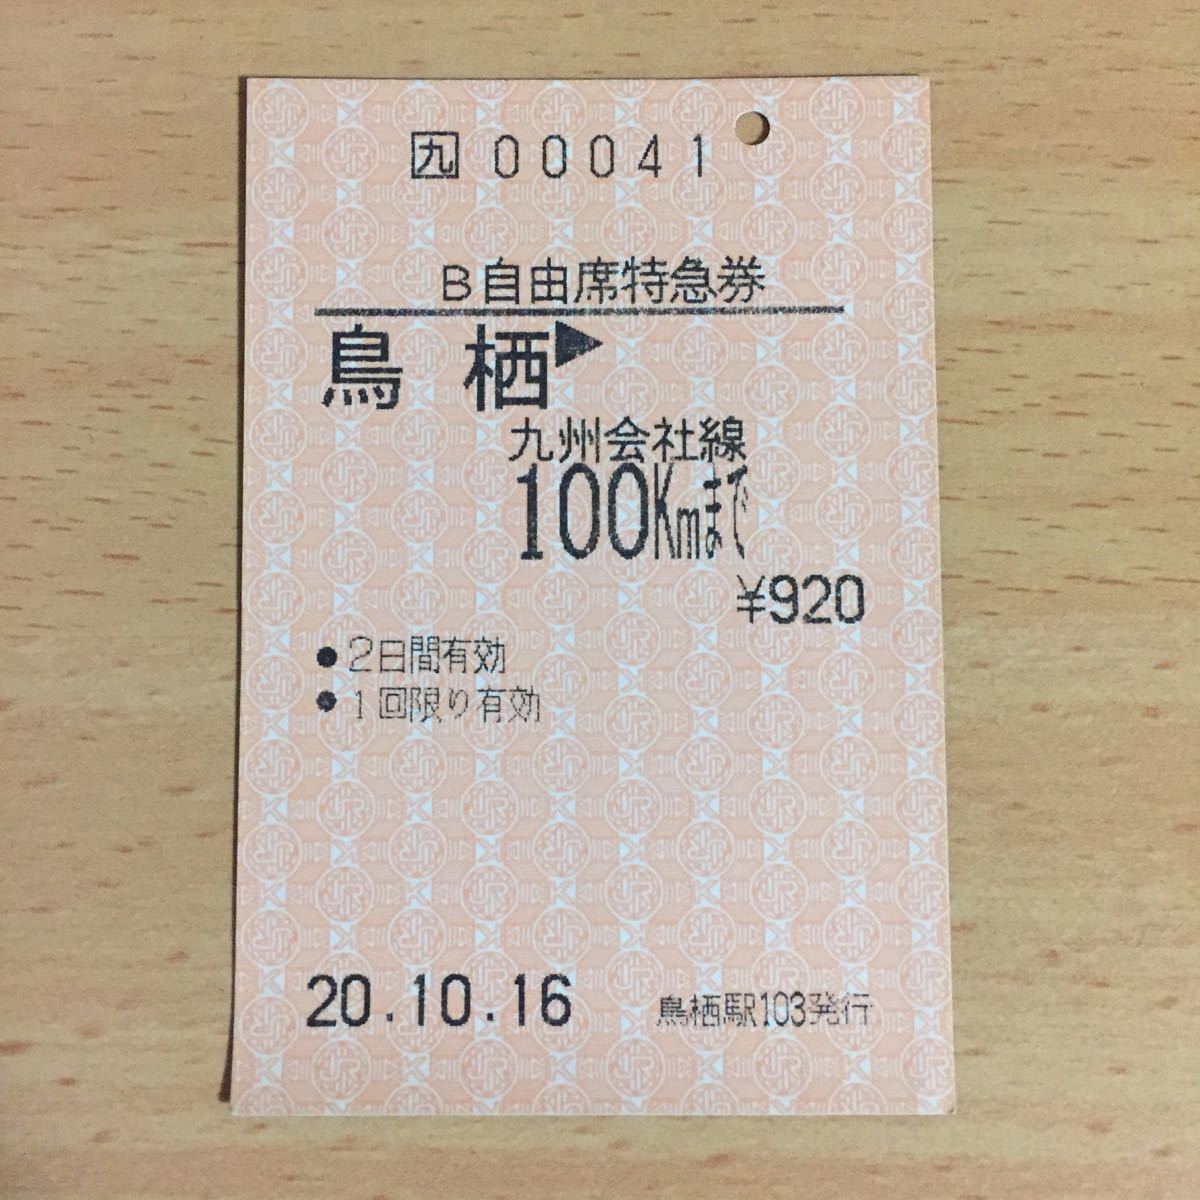 九 00041
B自由席特急券
鳥栖▶
九州会社線
100Kmまで
¥920
●2日間有効
●1回限り有効
20.10.16 鳥栖駅103発行